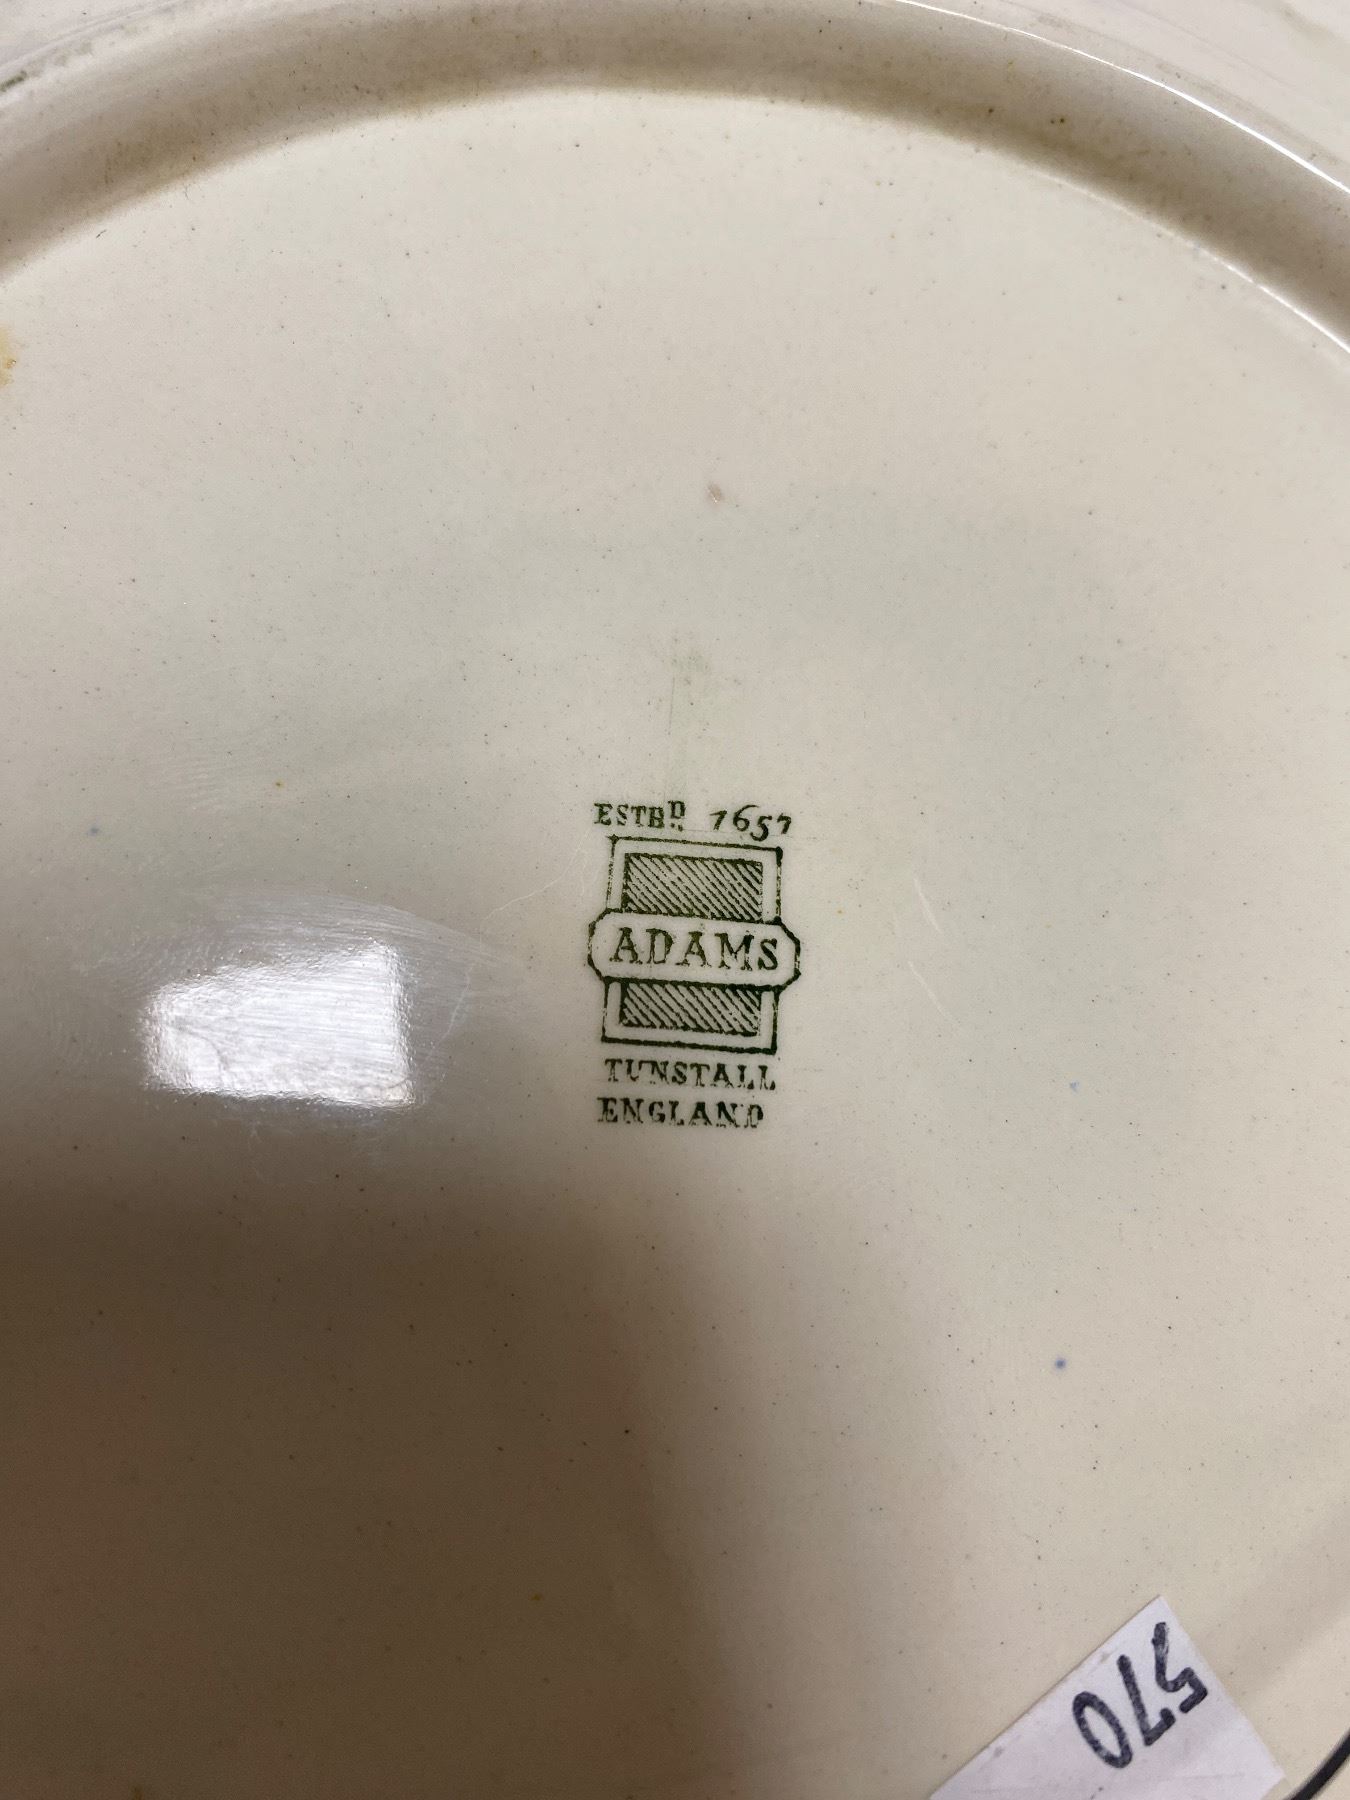 ESTBD 1657
ADAMS
TUNSTALL
ENGLAND
570